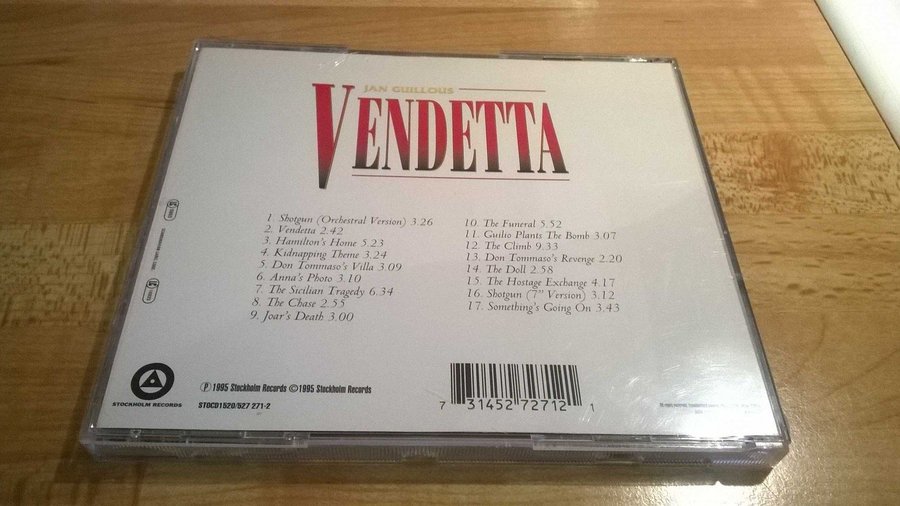 JAN GUILLOUS
VENDETTA
1. Shotgun (Orchestral Version) 3.26
2. Vendetta 2.42
3. Hamilton's Home 5.23
4. Kidnapping Theme 3.24
5. Don Tommaso's Villa 3.09
6. Anna's Photo 3.10
7. The Sicilian Tragedy 6.34
8. The Chase 2.55
9. Joar's Death 3.00
10. The Funeral 5.52
11. Guilio Plants The Bomb 3.07
12. The Climb 9.33
13. Don Tommaso's Revenge 2.20
14. The Doll 2.58
15. The Hostage Exchange 4.17
16. Shotgun (7" Version) 3.12
17. Something's Going On 3.43
STOCKHOLM RECORDS
℗ 1995 Stockholm Records © 1995 Stockholm Records
STOCD1520/527 271-2
7 31452 72712 1